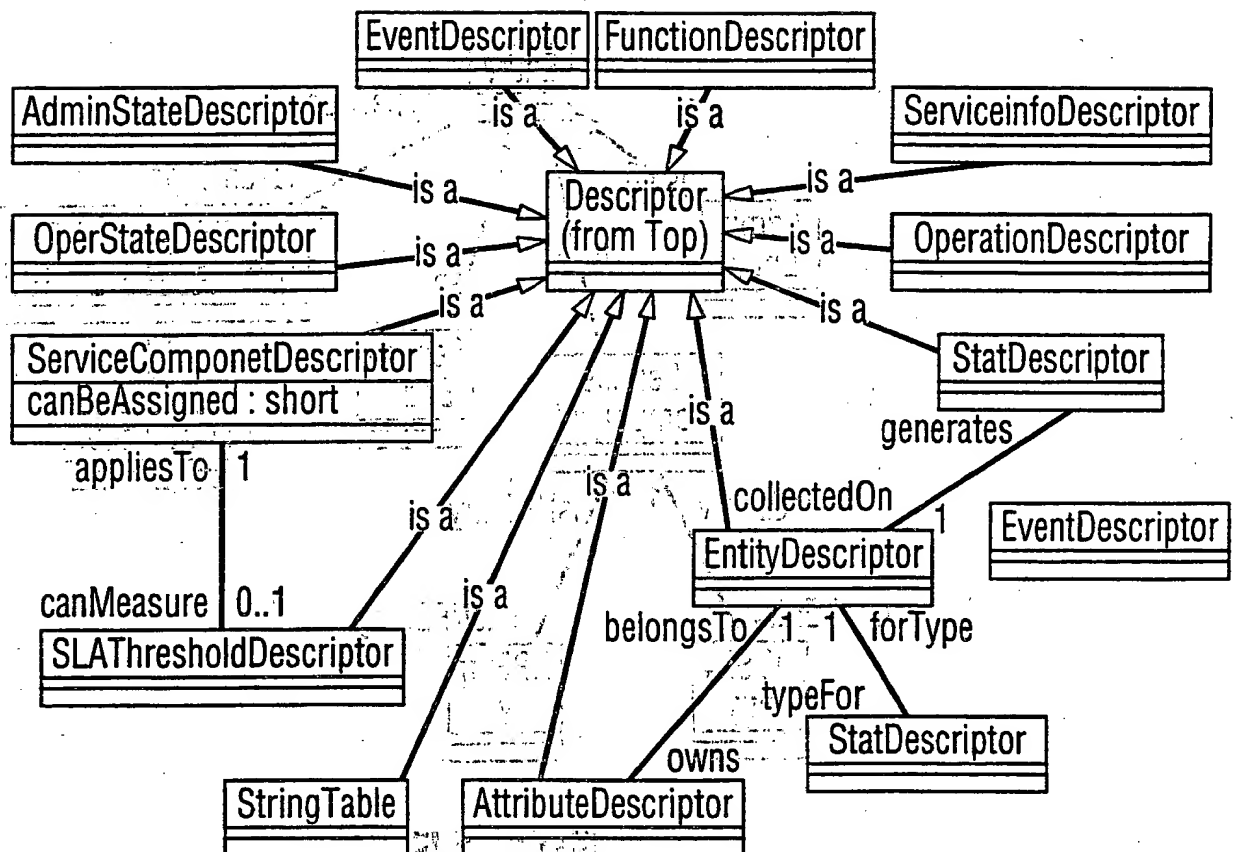 EventDescriptor
FunctionDescriptor
AdminStateDescriptor
is a
is a
ServiceinfoDescriptor
is a
Descriptor
(from Top)
is a
OperStateDescriptor
is a
is a
OperationDescriptor
is a
is a
ServiceComponetDescriptor
canBeAssigned : short
StatDescriptor
is a
generates
appliesTo 1
is a
is a
collectedOn
1
EventDescriptor
EntityDescriptor
canMeasure 0..1
is a
belongsTo 1 1 forType
SLAThresholdDescriptor
typeFor
StatDescriptor
owns
StringTable
AttributeDescriptor